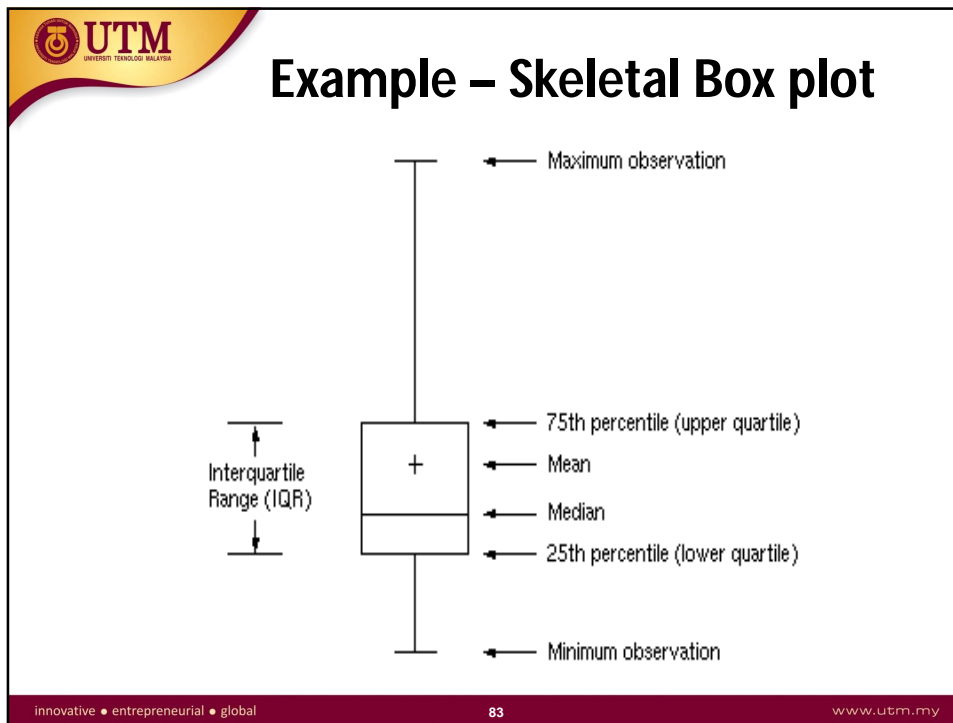 UTM
UNIVERSITI TEKNOLOGI MALAYSIA
Example – Skeletal Box plot
Maximum observation
75th percentile (upper quartile)
Mean
Interquartile
Range (IQR)
Median
25th percentile (lower quartile)
Minimum observation
innovative ● entrepreneurial ● global
83
www.utm.my